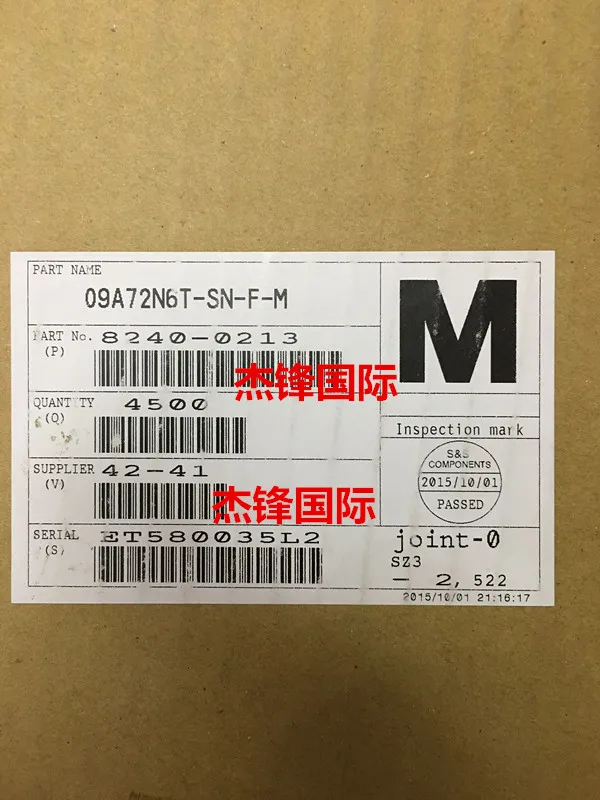 PART NAME
09A72N6T-SN-F-M
PART No. 8240-0213
(P)
杰锋国际
M
QUANTITY 4500
(Q)
Inspection mark
S&S
COMPONENTS
2015/10/01
PASSED
SUPPLIER 42-41
(V)
杰锋国际
SERIAL ET580035L2
(S)
joint-0
SZ3
- 2, 522
2015/10/01 21:16:17